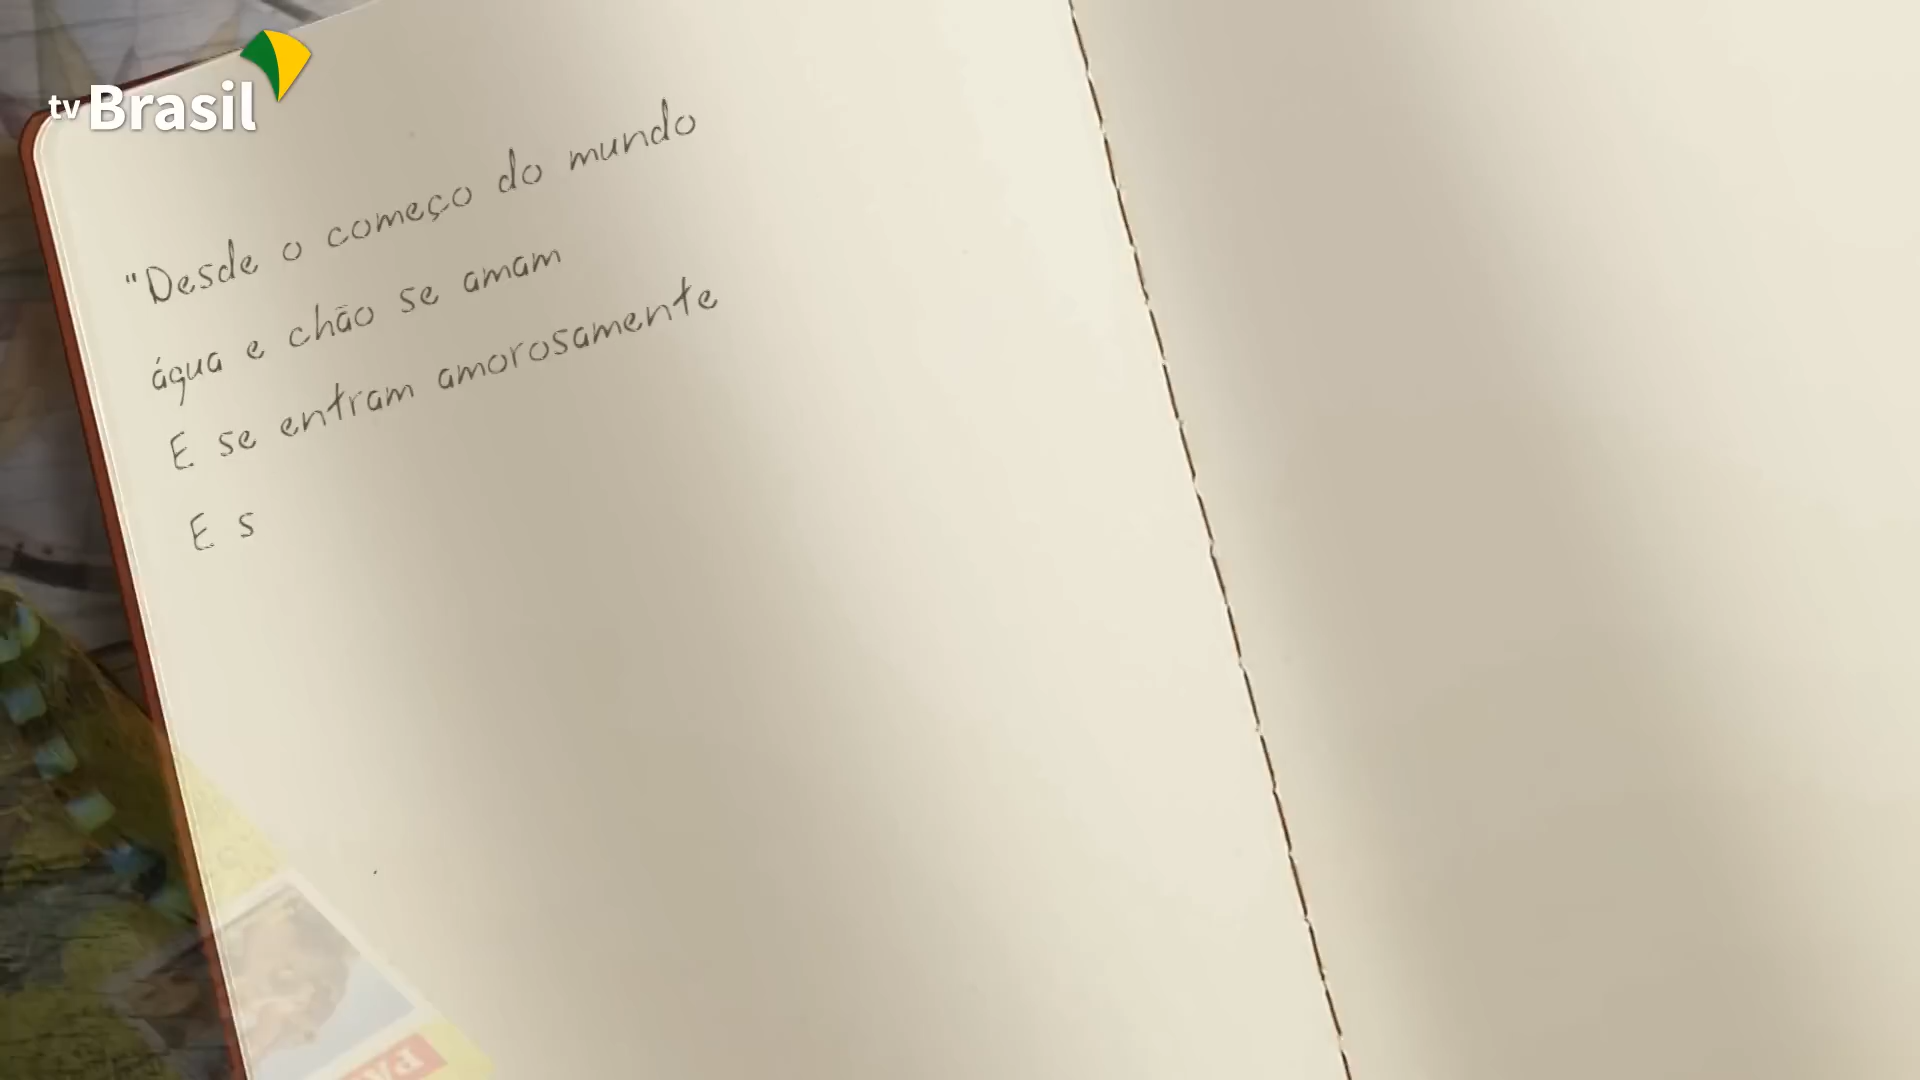 tv Brasil
"Desde o começo do mundo
água e chão se amam
E se entram amorosamente
E s